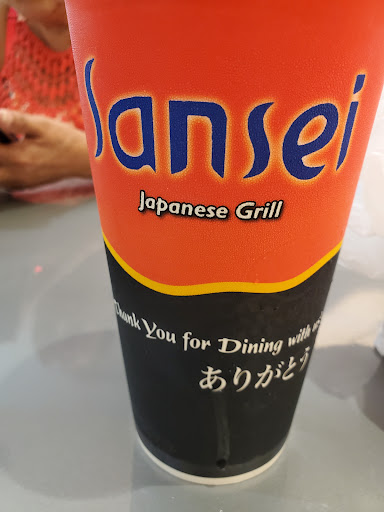 Sansei
Japanese Grill
Thank You for Dining with
ありがとう